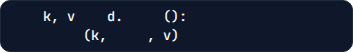 k, v d. ():
(k, , v)